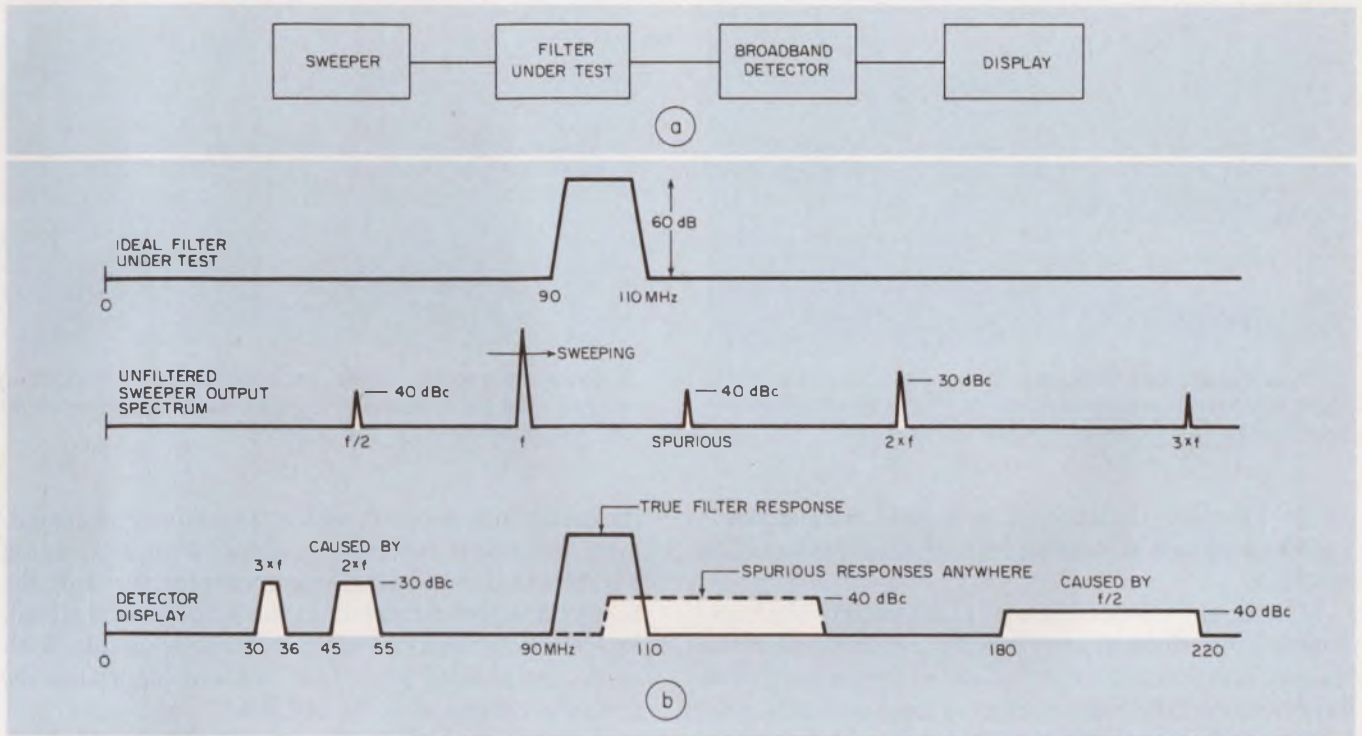 SWEEPER
FILTER
UNDER TEST
BROADBAND
DETECTOR
DISPLAY
a
60 dB
IDEAL FILTER
UNDER TEST
0
90
110 MHz
SWEEPING
UNFILTERED
SWEEPER OUTPUT
SPECTRUM
— 40 dBc
— 40 dBc
— 30 dBc
f/2
f
SPURIOUS
2×f
3×f
TRUE FILTER RESPONSE
3×f
CAUSED BY
2×f
SPURIOUS RESPONSES ANYWHERE
CAUSED BY
f/2
DETECTOR
DISPLAY
—30 dBc
40 dBc
40 dBc
0
30
36
45
55
90 MHz
110
180
220
b